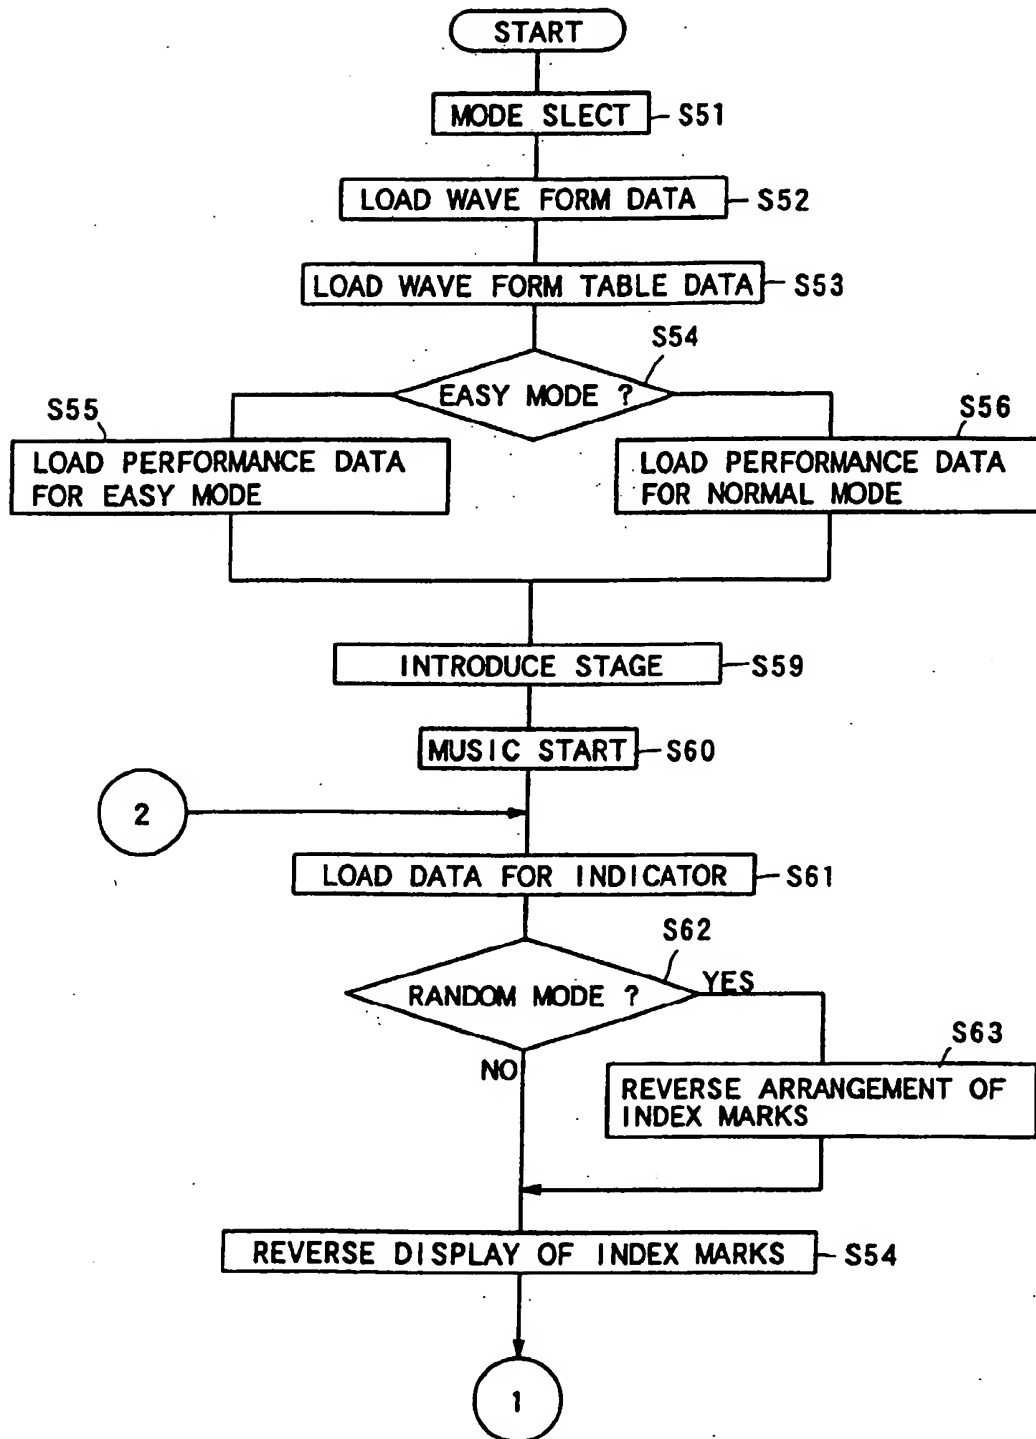 START
MODE SLECT S51
LOAD WAVE FORM DATA S52
LOAD WAVE FORM TABLE DATA S53
S54
EASY MODE ?
S55
LOAD PERFORMANCE DATA
FOR EASY MODE
S56
LOAD PERFORMANCE DATA
FOR NORMAL MODE
INTRODUCE STAGE S59
MUSIC START S60
2
LOAD DATA FOR INDICATOR S61
S62
RANDOM MODE ? YES
NO
S63
REVERSE ARRANGEMENT OF
INDEX MARKS
REVERSE DISPLAY OF INDEX MARKS S54
1